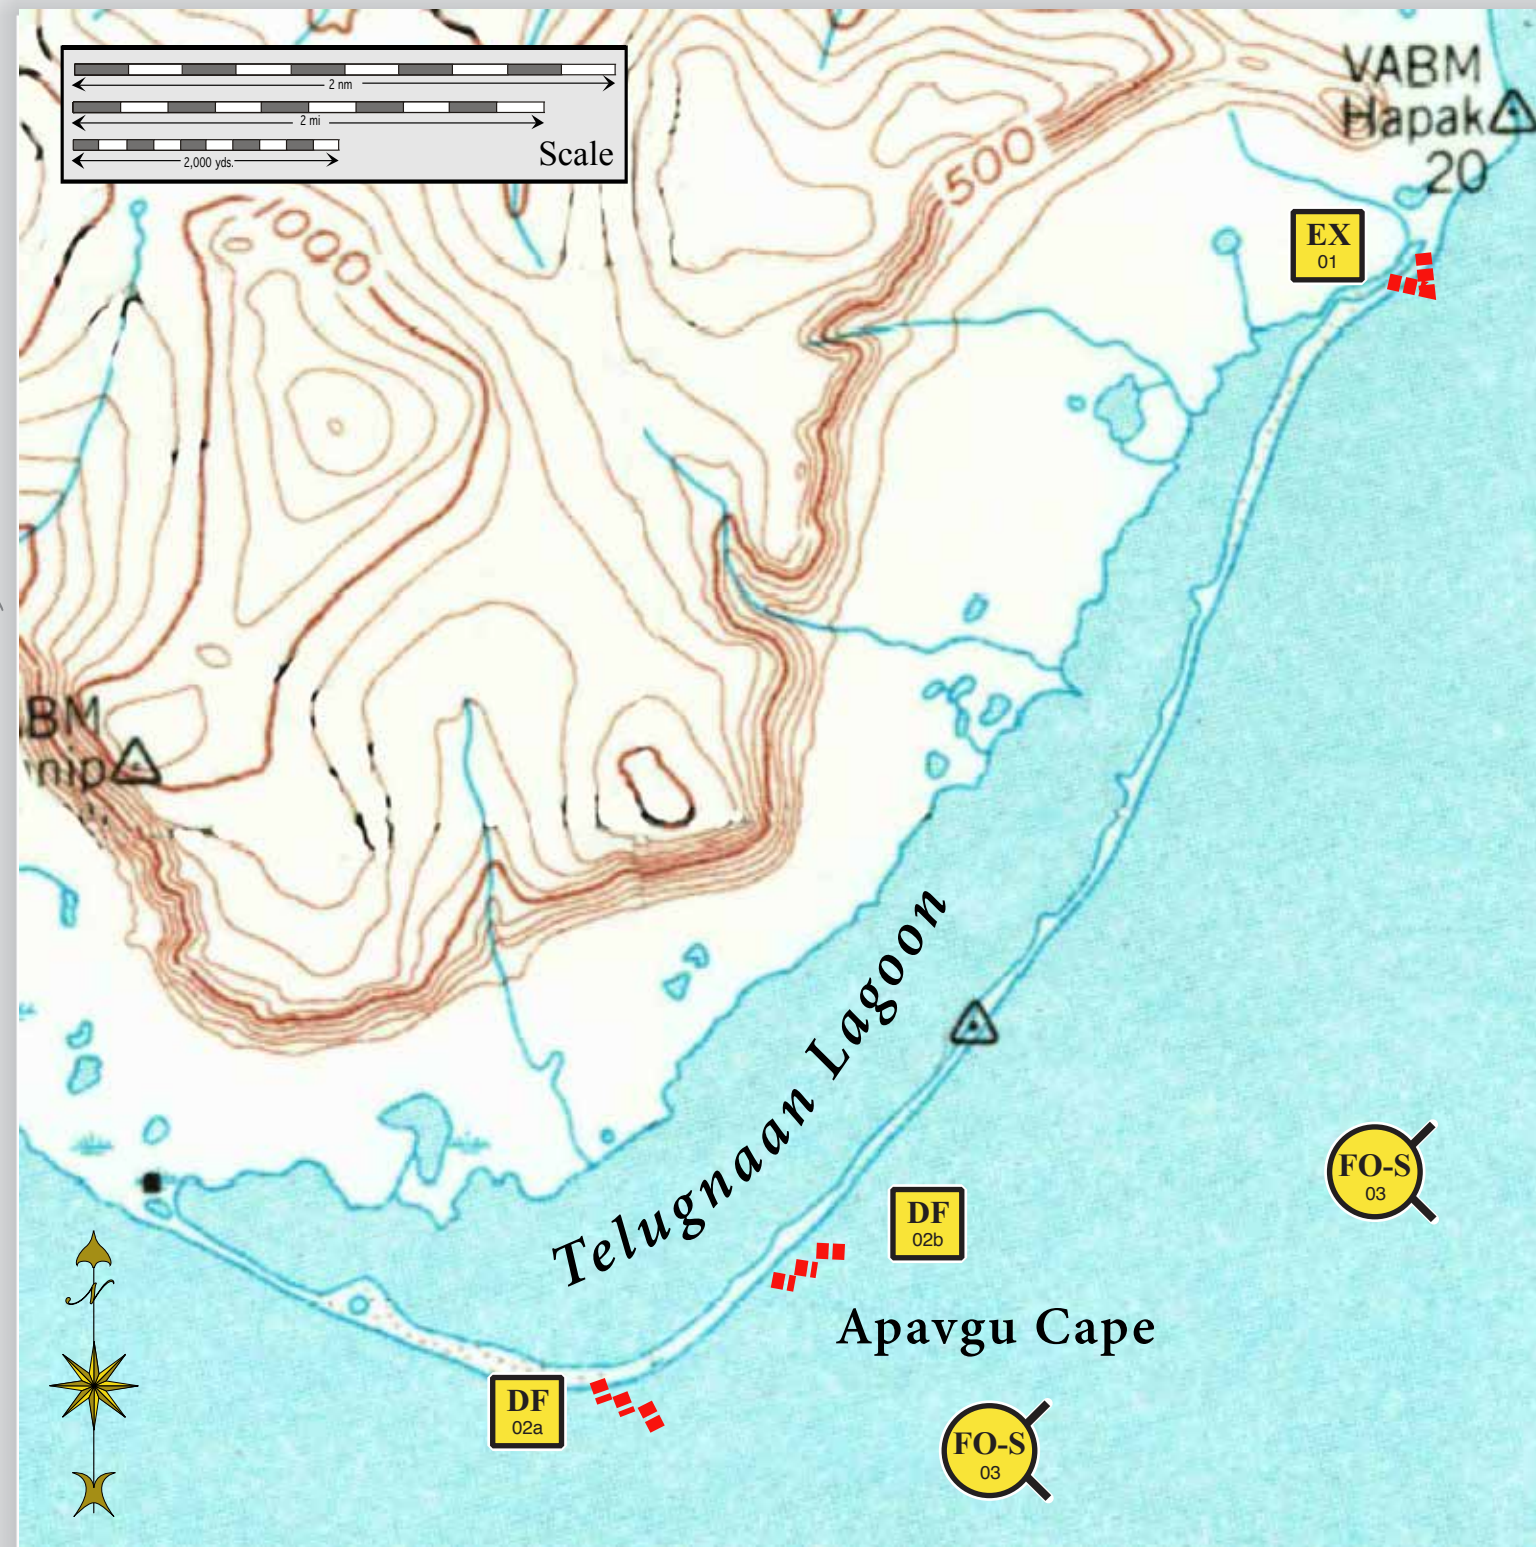 2 nm
2 mi
2,000 yds.
Scale
VABM
Hapak
20
500
1000
EX
01
BM
nip
Telugnaan Lagoon
FO-S
03
DF
02b
N
Apavgu Cape
DF
02a
FO-S
03